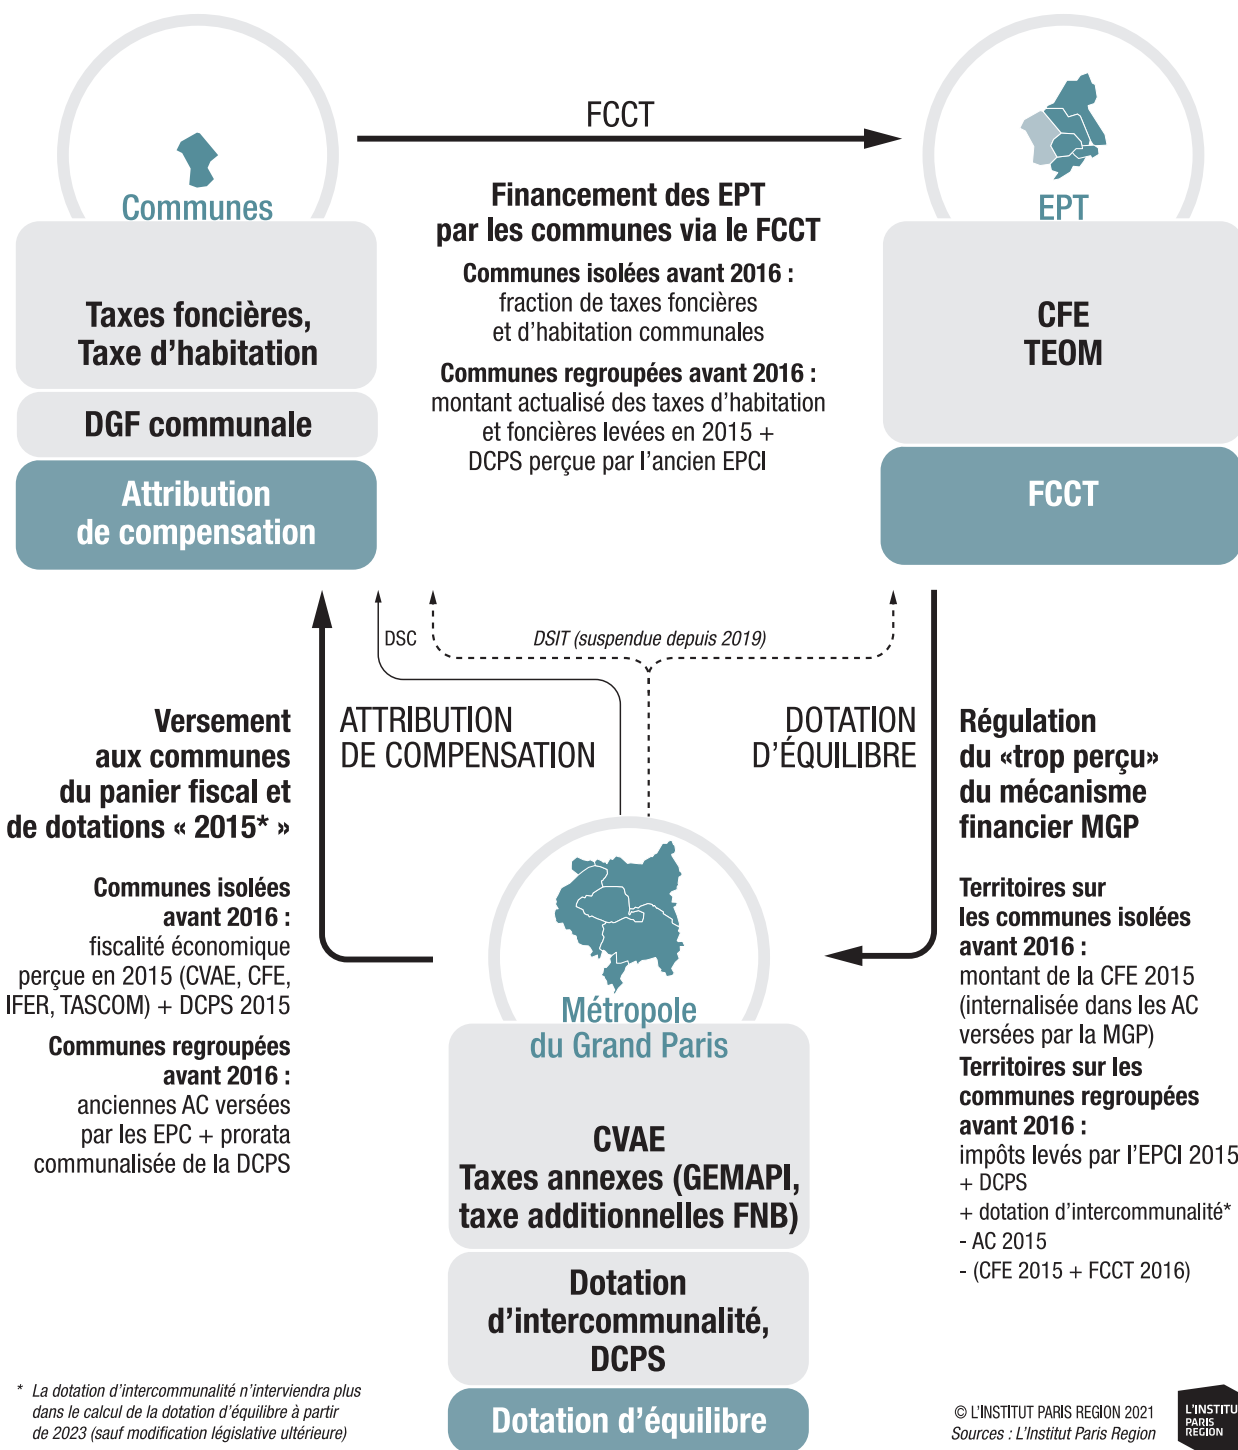 FCCT
Communes
EPT
Financement des EPT
par les communes via le FCCT
Communes isolées avant 2016 :
fraction de taxes foncières
et d'habitation communales
Communes regroupées avant 2016 :
montant actualisé des taxes d'habitation
et foncières levées en 2015 +
DCPS perçue par l'ancien EPCI
Taxes foncières,
Taxe d'habitation
DGF communale
Attribution
de compensation
CFE
TEOM
FCCT
DSC
DSIT (suspendue depuis 2019)
Versement
aux communes
du panier fiscal et
de dotations « 2015* »
Communes isolées
avant 2016 :
fiscalité économique
perçue en 2015 (CVAE, CFE,
IFER, TASCOM) + DCPS 2015
Communes regroupées
avant 2016 :
anciennes AC versées
par les EPC + prorata
communalisée de la DCPS
ATTRIBUTION
DE COMPENSATION
DOTATION
D'ÉQUILIBRE
Régulation
du «trop perçu»
du mécanisme
financier MGP
Territoires sur
les communes isolées
avant 2016 :
montant de la CFE 2015
(internalisée dans les AC
versées par la MGP)
Territoires sur les
communes regroupées
avant 2016 :
impôts levés par l'EPCI 2015
+ DCPS
+ dotation d'intercommunalité*
- AC 2015
- (CFE 2015 + FCCT 2016)
Métropole
du Grand Paris
CVAE
Taxes annexes (GEMAPI,
taxe additionnelles FNB)
Dotation
d'intercommunalité,
DCPS
Dotation d'équilibre
* La dotation d'intercommunalité n'interviendra plus
dans le calcul de la dotation d'équilibre à partir
de 2023 (sauf modification législative ultérieure)
© L'INSTITUT PARIS REGION 2021
Sources : L'Institut Paris Region
L'INSTITU
PARIS
REGION